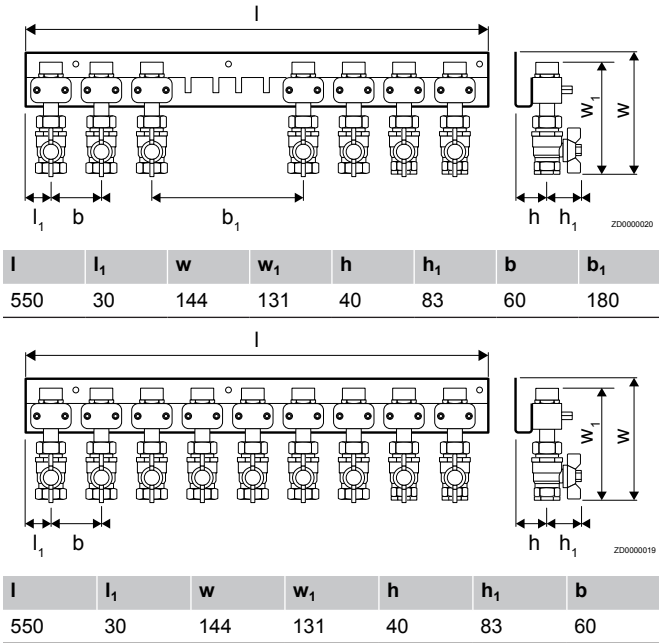 l
w₁
w
l₁ b b₁ h h₁
ZD0000020
l l₁ w w₁ h h₁ b b₁
550 30 144 131 40 83 60 180
l
w₁
w
l₁ b h h₁
ZD0000019
l l₁ w w₁ h h₁ b
550 30 144 131 40 83 60